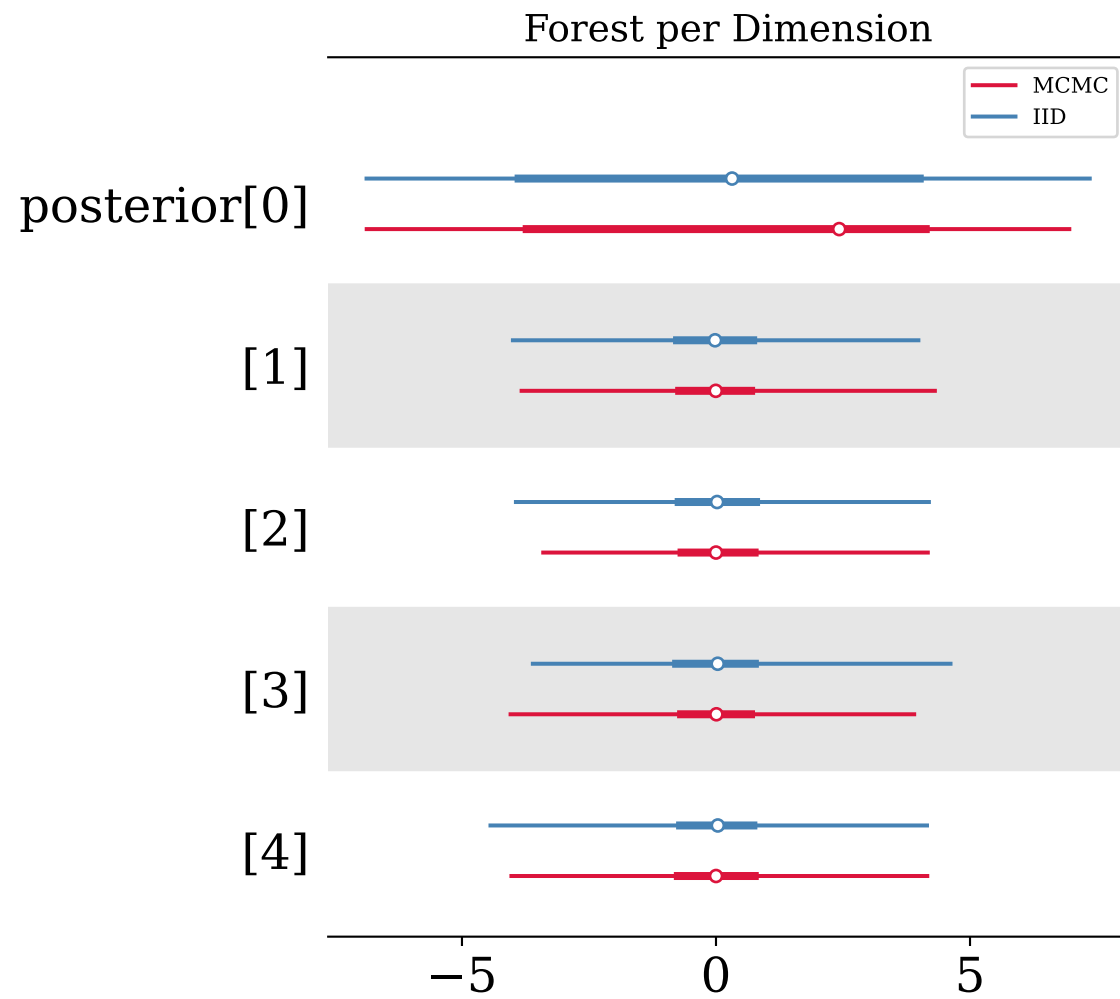 Forest per Dimension
MCMC
IID
posterior[0]
[1]
[2]
[3]
[4]
−5 0 5